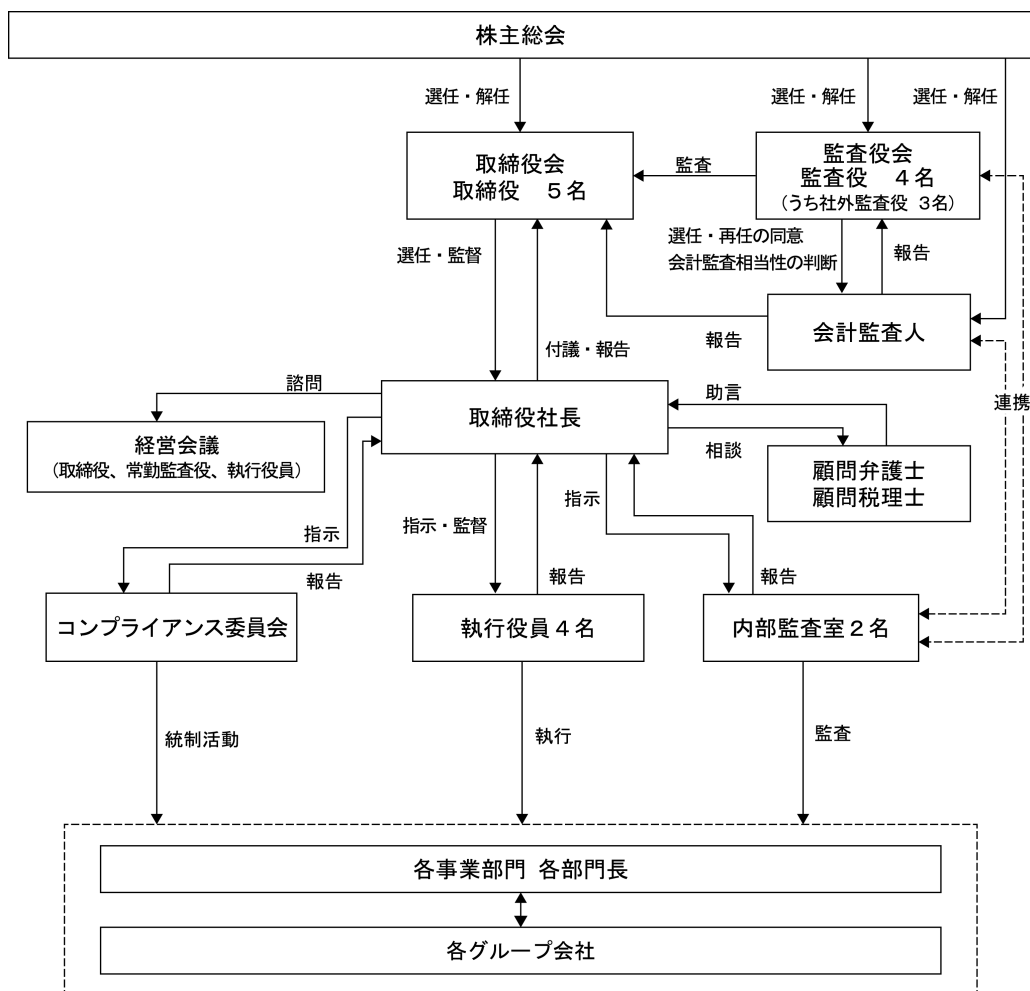 株主総会
選任・解任
選任・解任
選任・解任
取締役会
取締役 5名
監査
監査役会
監査役 4名
(うち社外監査役 3名)
選任・監督
選任・再任の同意
会計監査相当性の判断
報告
付議・報告
報告
会計監査人
諮問
取締役社長
助言
連携
経営会議
(取締役、常勤監査役、執行役員)
相談
顧問弁護士
顧問税理士
指示
指示・監督
指示
報告
報告
報告
コンプライアンス委員会
執行役員4名
内部監査室2名
統制活動
執行
監査
各事業部門 各部門長
各グループ会社